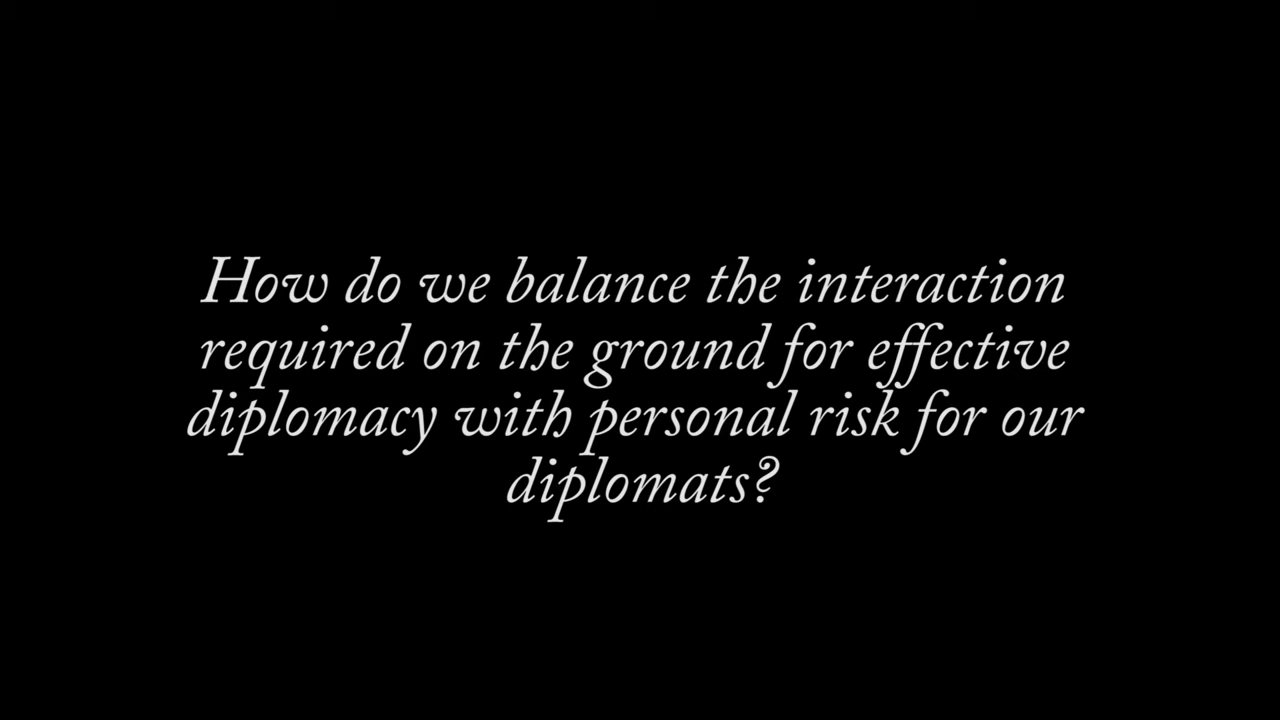 How do we balance the interaction
required on the ground for effective
diplomacy with personal risk for our
diplomats?